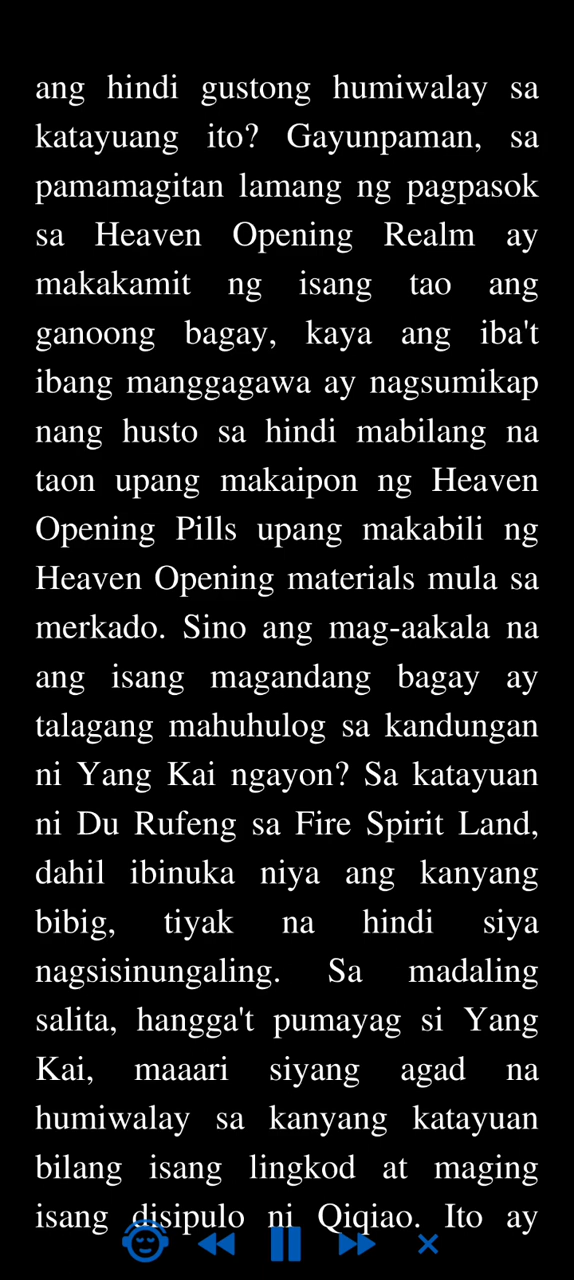 ang hindi gustong humiwalay sa
katayuang ito? Gayunpaman, sa
pamamagitan lamang ng pagpasok
sa Heaven Opening Realm ay
makakamit ng isang tao ang
ganoong bagay, kaya ang iba't
ibang manggagawa ay nagsumikap
nang husto sa hindi mabilang na
taon upang makaipon ng Heaven
Opening Pills upang makabili ng
Heaven Opening materials mula sa
merkado. Sino ang mag-aakala na
ang isang magandang bagay ay
talagang mahuhulog sa kandungan
ni Yang Kai ngayon? Sa katayuan
ni Du Rufeng sa Fire Spirit Land,
dahil ibinuka niya ang kanyang
bibig, tiyak na hindi siya
nagsisinungaling. Sa madaling
salita, hangga't pumayag si Yang
Kai, maaari siyang agad na
humiwalay sa kanyang katayuan
bilang isang lingkod at maging
isang disipulo ni Qiqiao. Ito ay